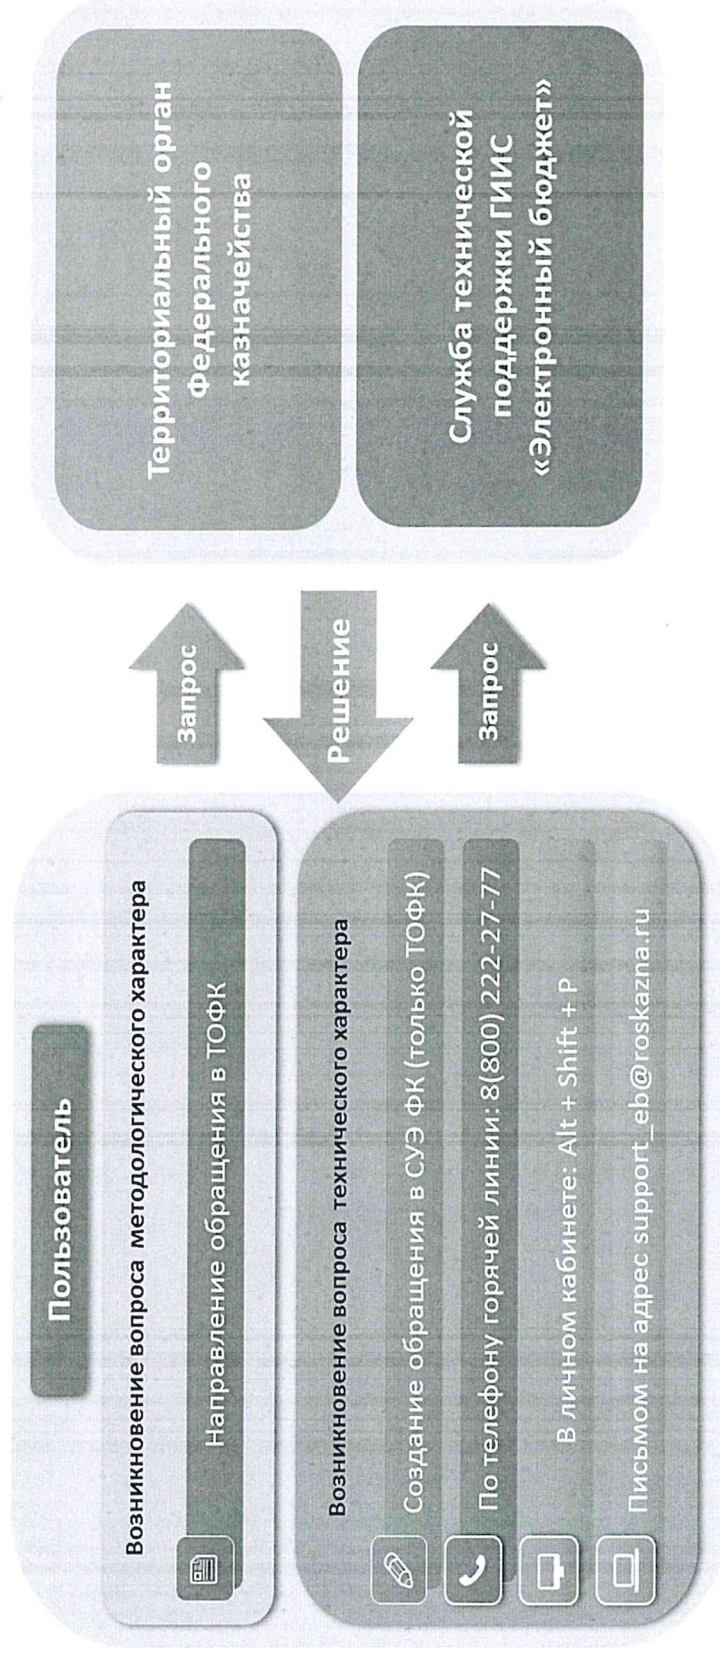 Пользователь
Возникновение вопроса методологического характера
Направление обращения в ТОФК
Возникновение вопроса технического характера
Создание обращения в СУЭ ФК (только ТОФК)
По телефону горячей линии: 8(800) 222-27-77
В личном кабинете: Alt + Shift + P
Письмом на адрес support_eb@roskazna.ru
Запрос
Решение
Запрос
Территориальный орган
Федерального
казначейства
Служба технической
поддержки ГИИС
«Электронный бюджет»